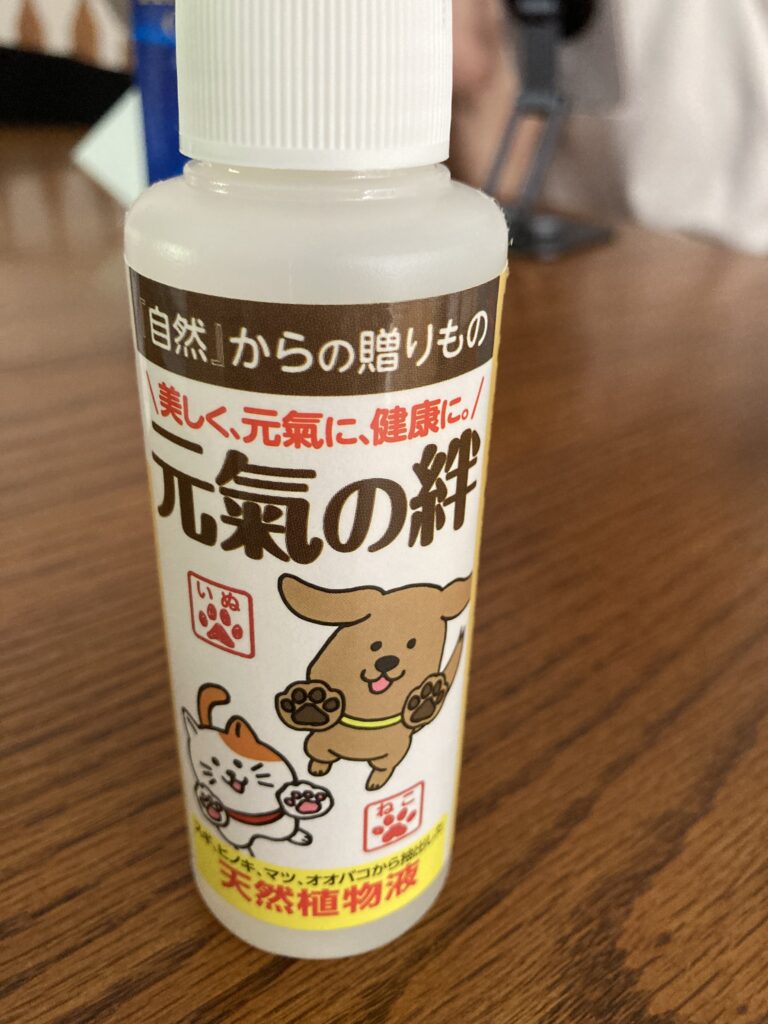 『自然』からの贈りもの
\美しく、元氣に、健康に。/
元氣の絆
いぬ
ねこ
スギ、ヒノキ、マツ、オオバコから抽出した
天然植物液